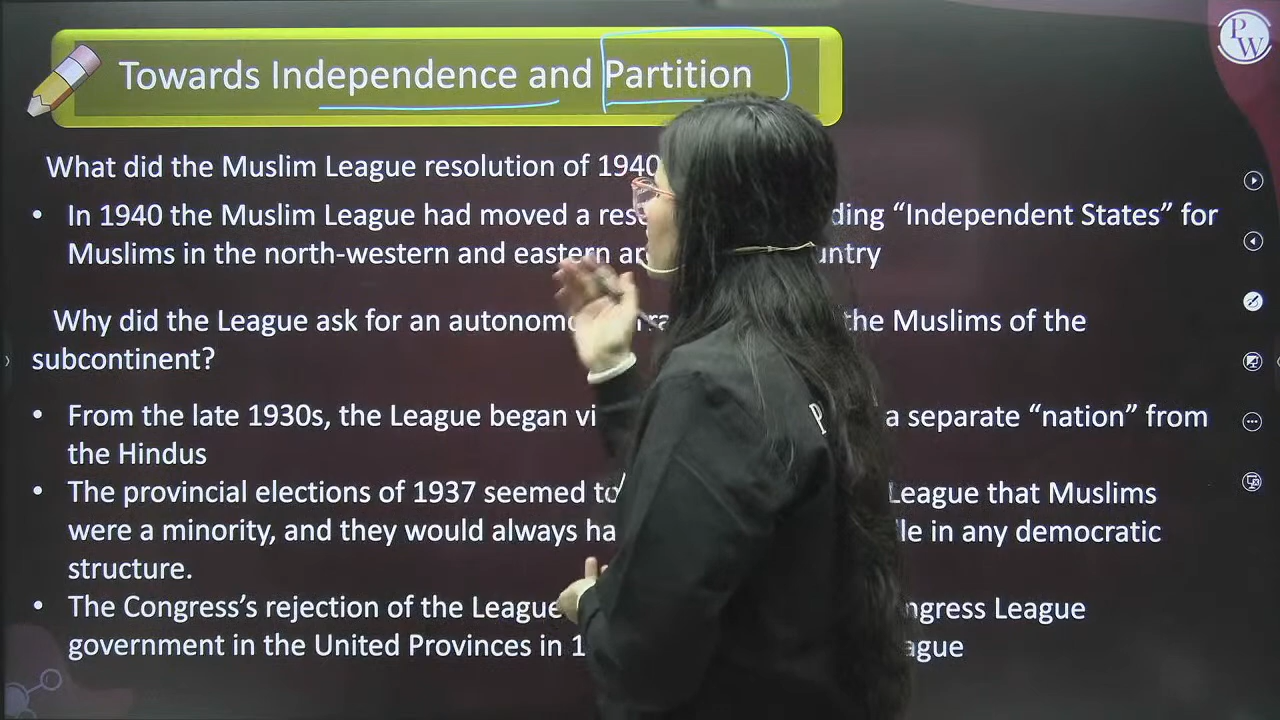 PW
Towards Independence and Partition
What did the Muslim League resolution of 1940
• In 1940 the Muslim League had moved a res ding “Independent States” for
Muslims in the north-western and eastern ar untry
Why did the League ask for an autonomo the Muslims of the
subcontinent?
• From the late 1930s, the League began vi a separate “nation” from
the Hindus
• The provincial elections of 1937 seemed to League that Muslims
were a minority, and they would always ha le in any democratic
structure.
• The Congress’s rejection of the League ngress League
government in the United Provinces in 1 ague
P